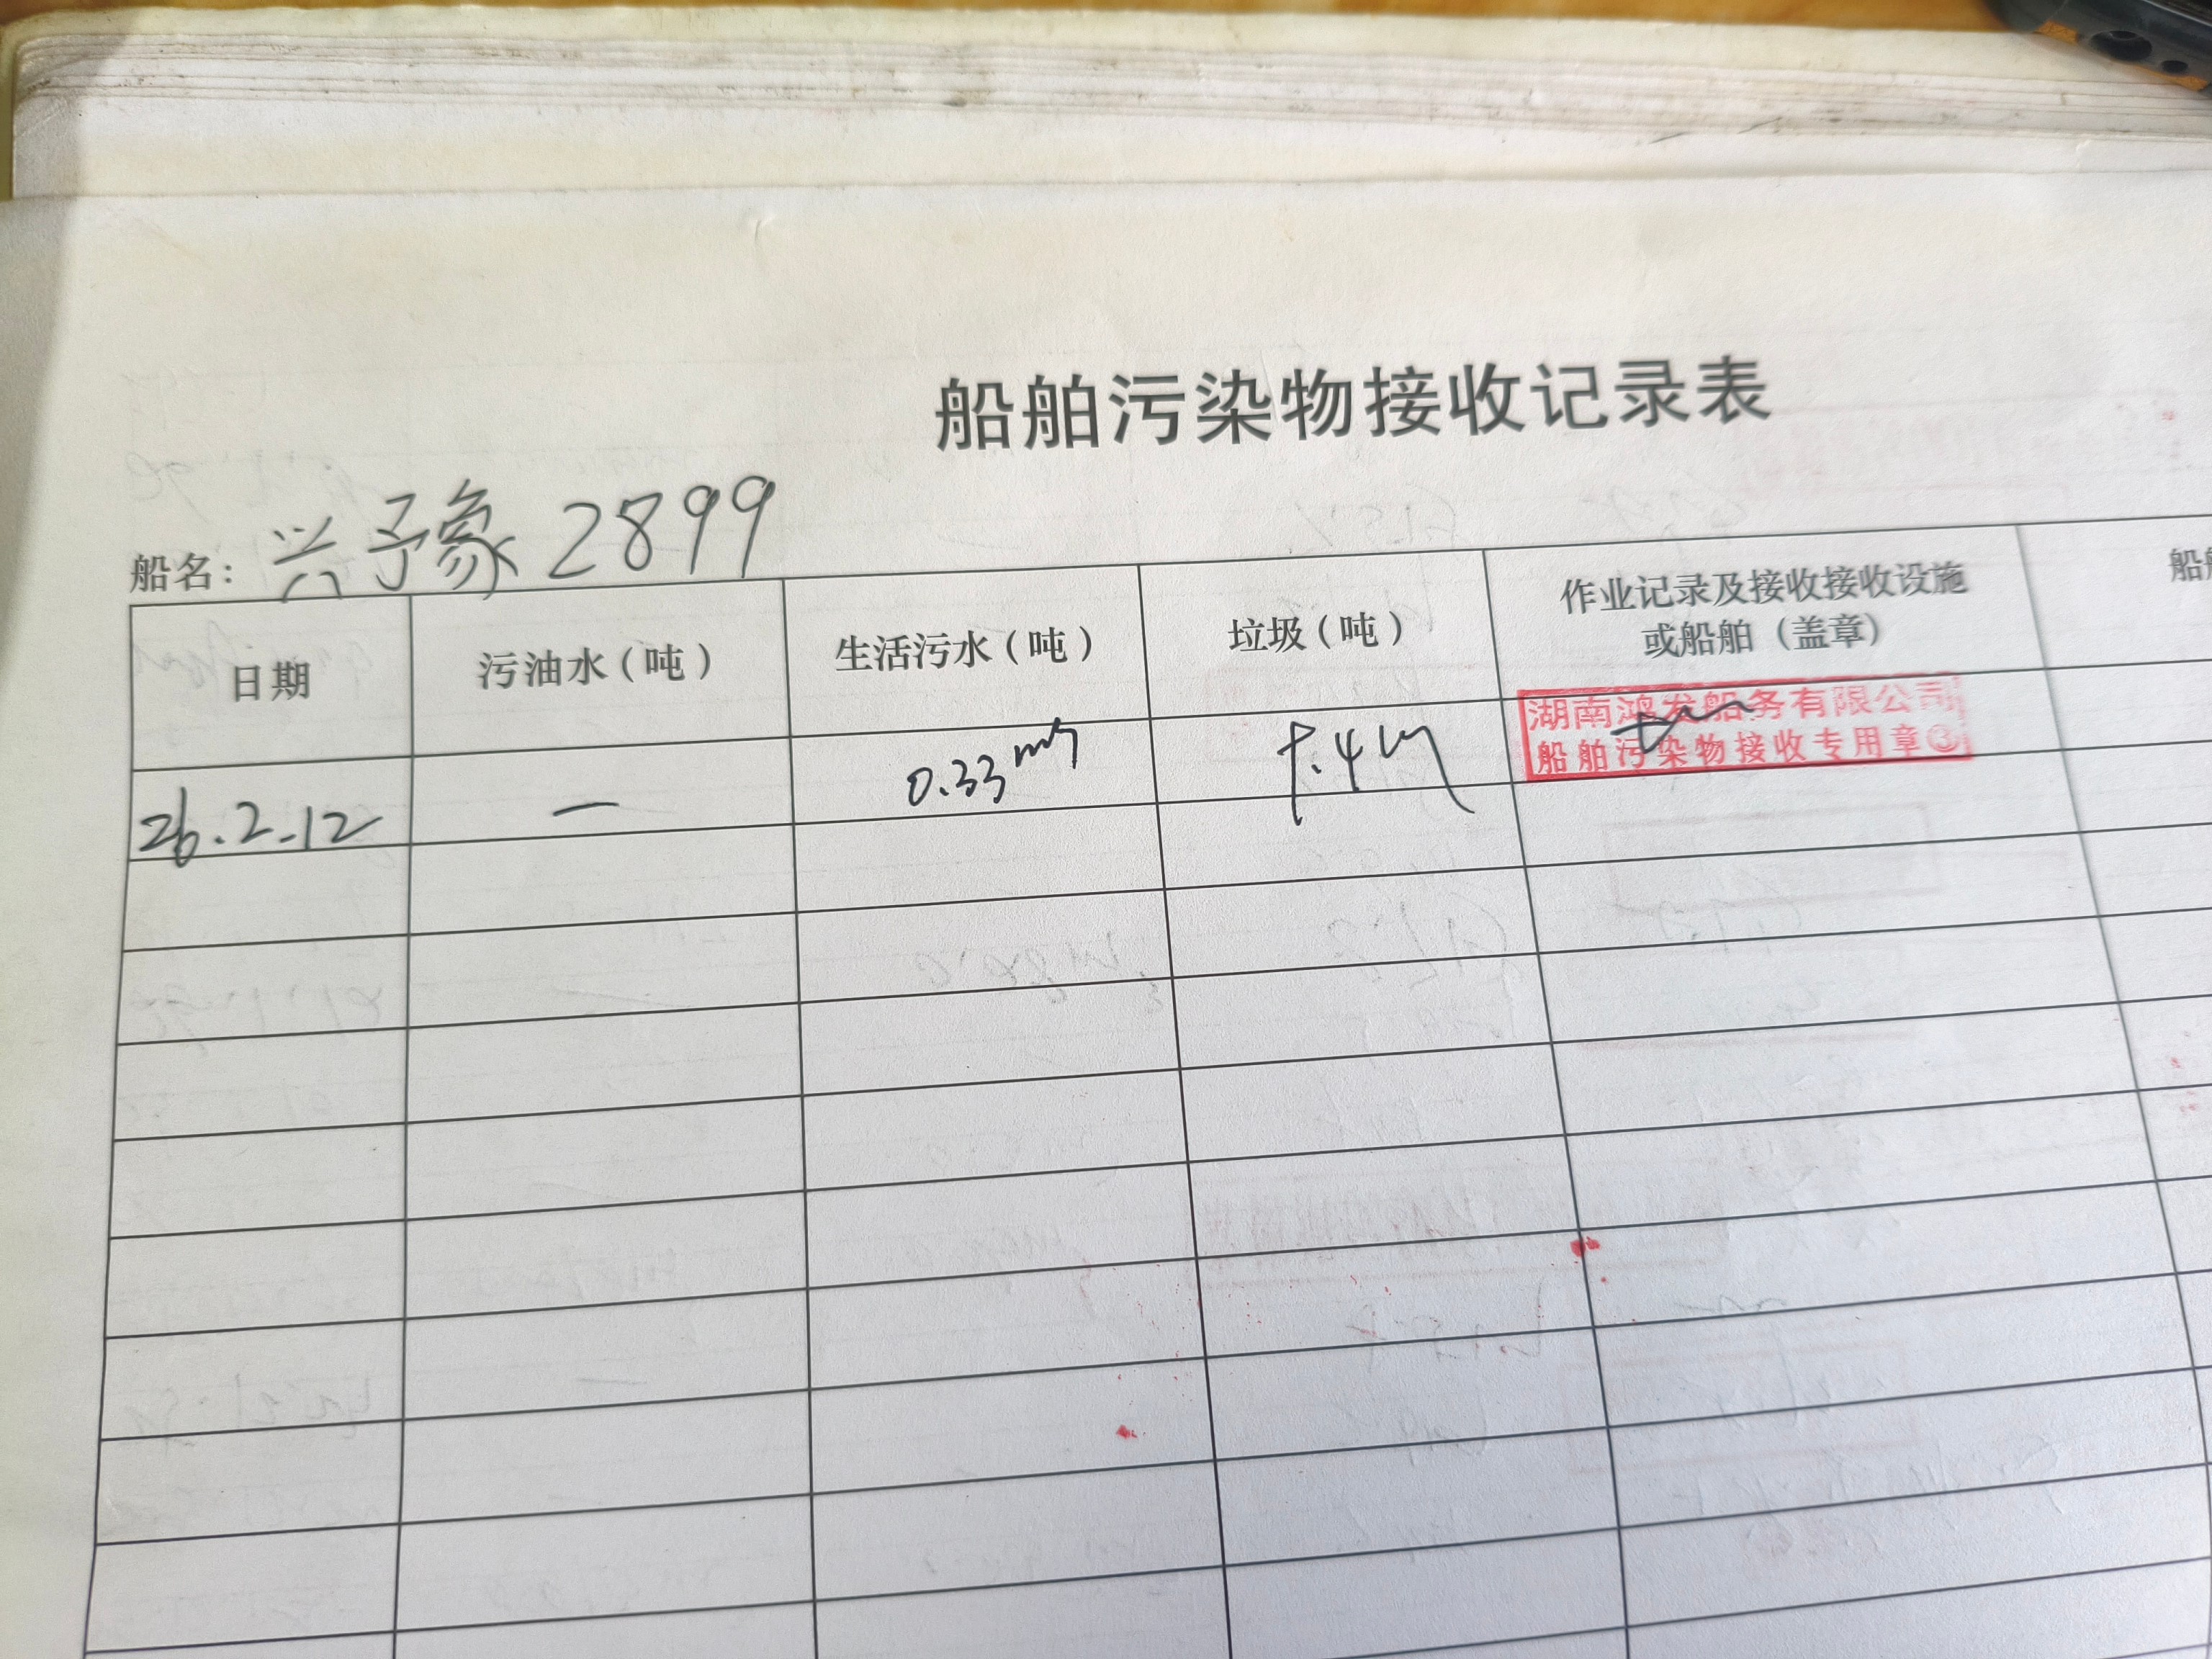 船舶污染物接收记录表
船名：兴豫2899
日期
污油水（吨）
生活污水（吨）
垃圾（吨）
作业记录及接收接收设施
或船舶（盖章）
船
26.2.12
—
0.33m³
湖南鸿发船务有限公司
船舶污染物接收专用章③